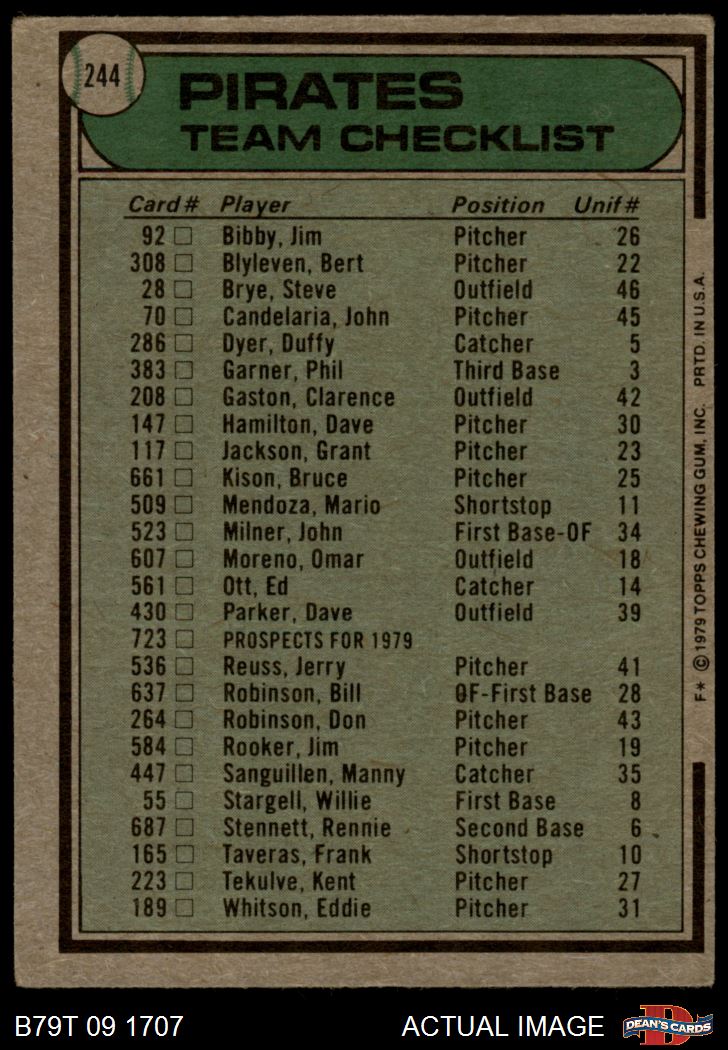 244
PIRATES
TEAM CHECKLIST
Card # Player Position Unif #
92 □ Bibby, Jim Pitcher 26
308 □ Blyleven, Bert Pitcher 22
28 □ Brye, Steve Outfield 46
70 □ Candelaria, John Pitcher 45
286 □ Dyer, Duffy Catcher 5
383 □ Garner, Phil Third Base 3
208 □ Gaston, Clarence Outfield 42
147 □ Hamilton, Dave Pitcher 30
117 □ Jackson, Grant Pitcher 23
661 □ Kison, Bruce Pitcher 25
509 □ Mendoza, Mario Shortstop 11
523 □ Milner, John First Base-OF 34
607 □ Moreno, Omar Outfield 18
561 □ Ott, Ed Catcher 14
430 □ Parker, Dave Outfield 39
723 □ PROSPECTS FOR 1979
536 □ Reuss, Jerry Pitcher 41
637 □ Robinson, Bill OF-First Base 28
264 □ Robinson, Don Pitcher 43
584 □ Rooker, Jim Pitcher 19
447 □ Sanguillen, Manny Catcher 35
55 □ Stargell, Willie First Base 8
687 □ Stennett, Rennie Second Base 6
165 □ Taveras, Frank Shortstop 10
223 □ Tekulve, Kent Pitcher 27
189 □ Whitson, Eddie Pitcher 31
F* © 1979 TOPPS CHEWING GUM, INC. PRTD. IN U.S.A.
B79T 09 1707 ACTUAL IMAGE
D
DEAN'S CARDS